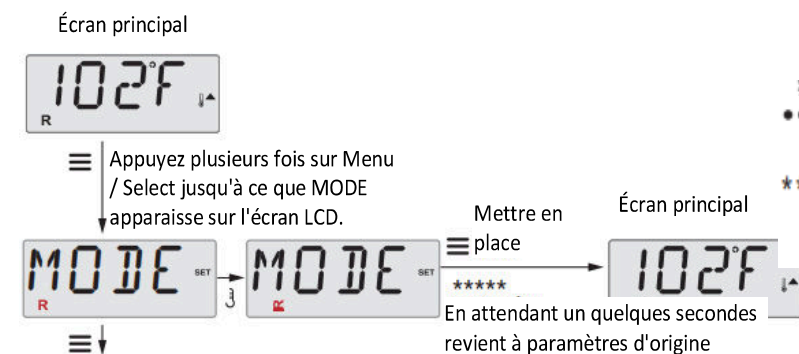 Écran principal
102°F
R
Appuyez plusieurs fois sur Menu
/ Select jusqu'à ce que MODE
apparaisse sur l'écran LCD.
Mettre en
place
Écran principal
MODE SET
R
MODE SET
R
*****
102°F
En attendant un quelques secondes
revient à paramètres d'origine
**